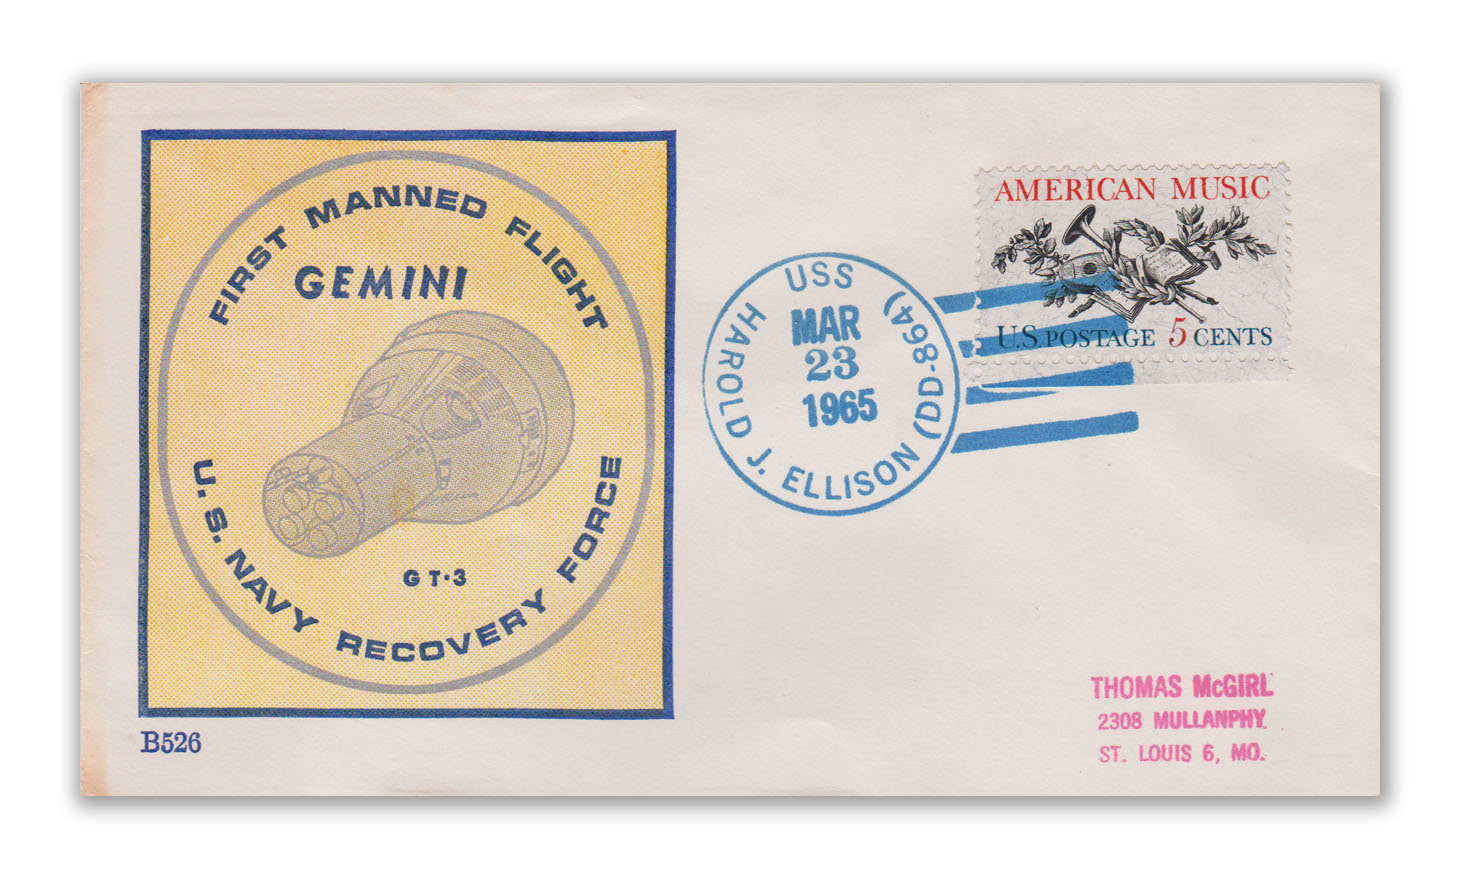 FIRST MANNED FLIGHT
GEMINI
GT-3
U.S. NAVY RECOVERY FORCE
B526
USS HAROLD J. ELLISON (DD-864)
MAR
23
1965
AMERICAN MUSIC
U.S. POSTAGE 5 CENTS
THOMAS McGIRL
2308 MULLANPHY
ST. LOUIS 6, MO.